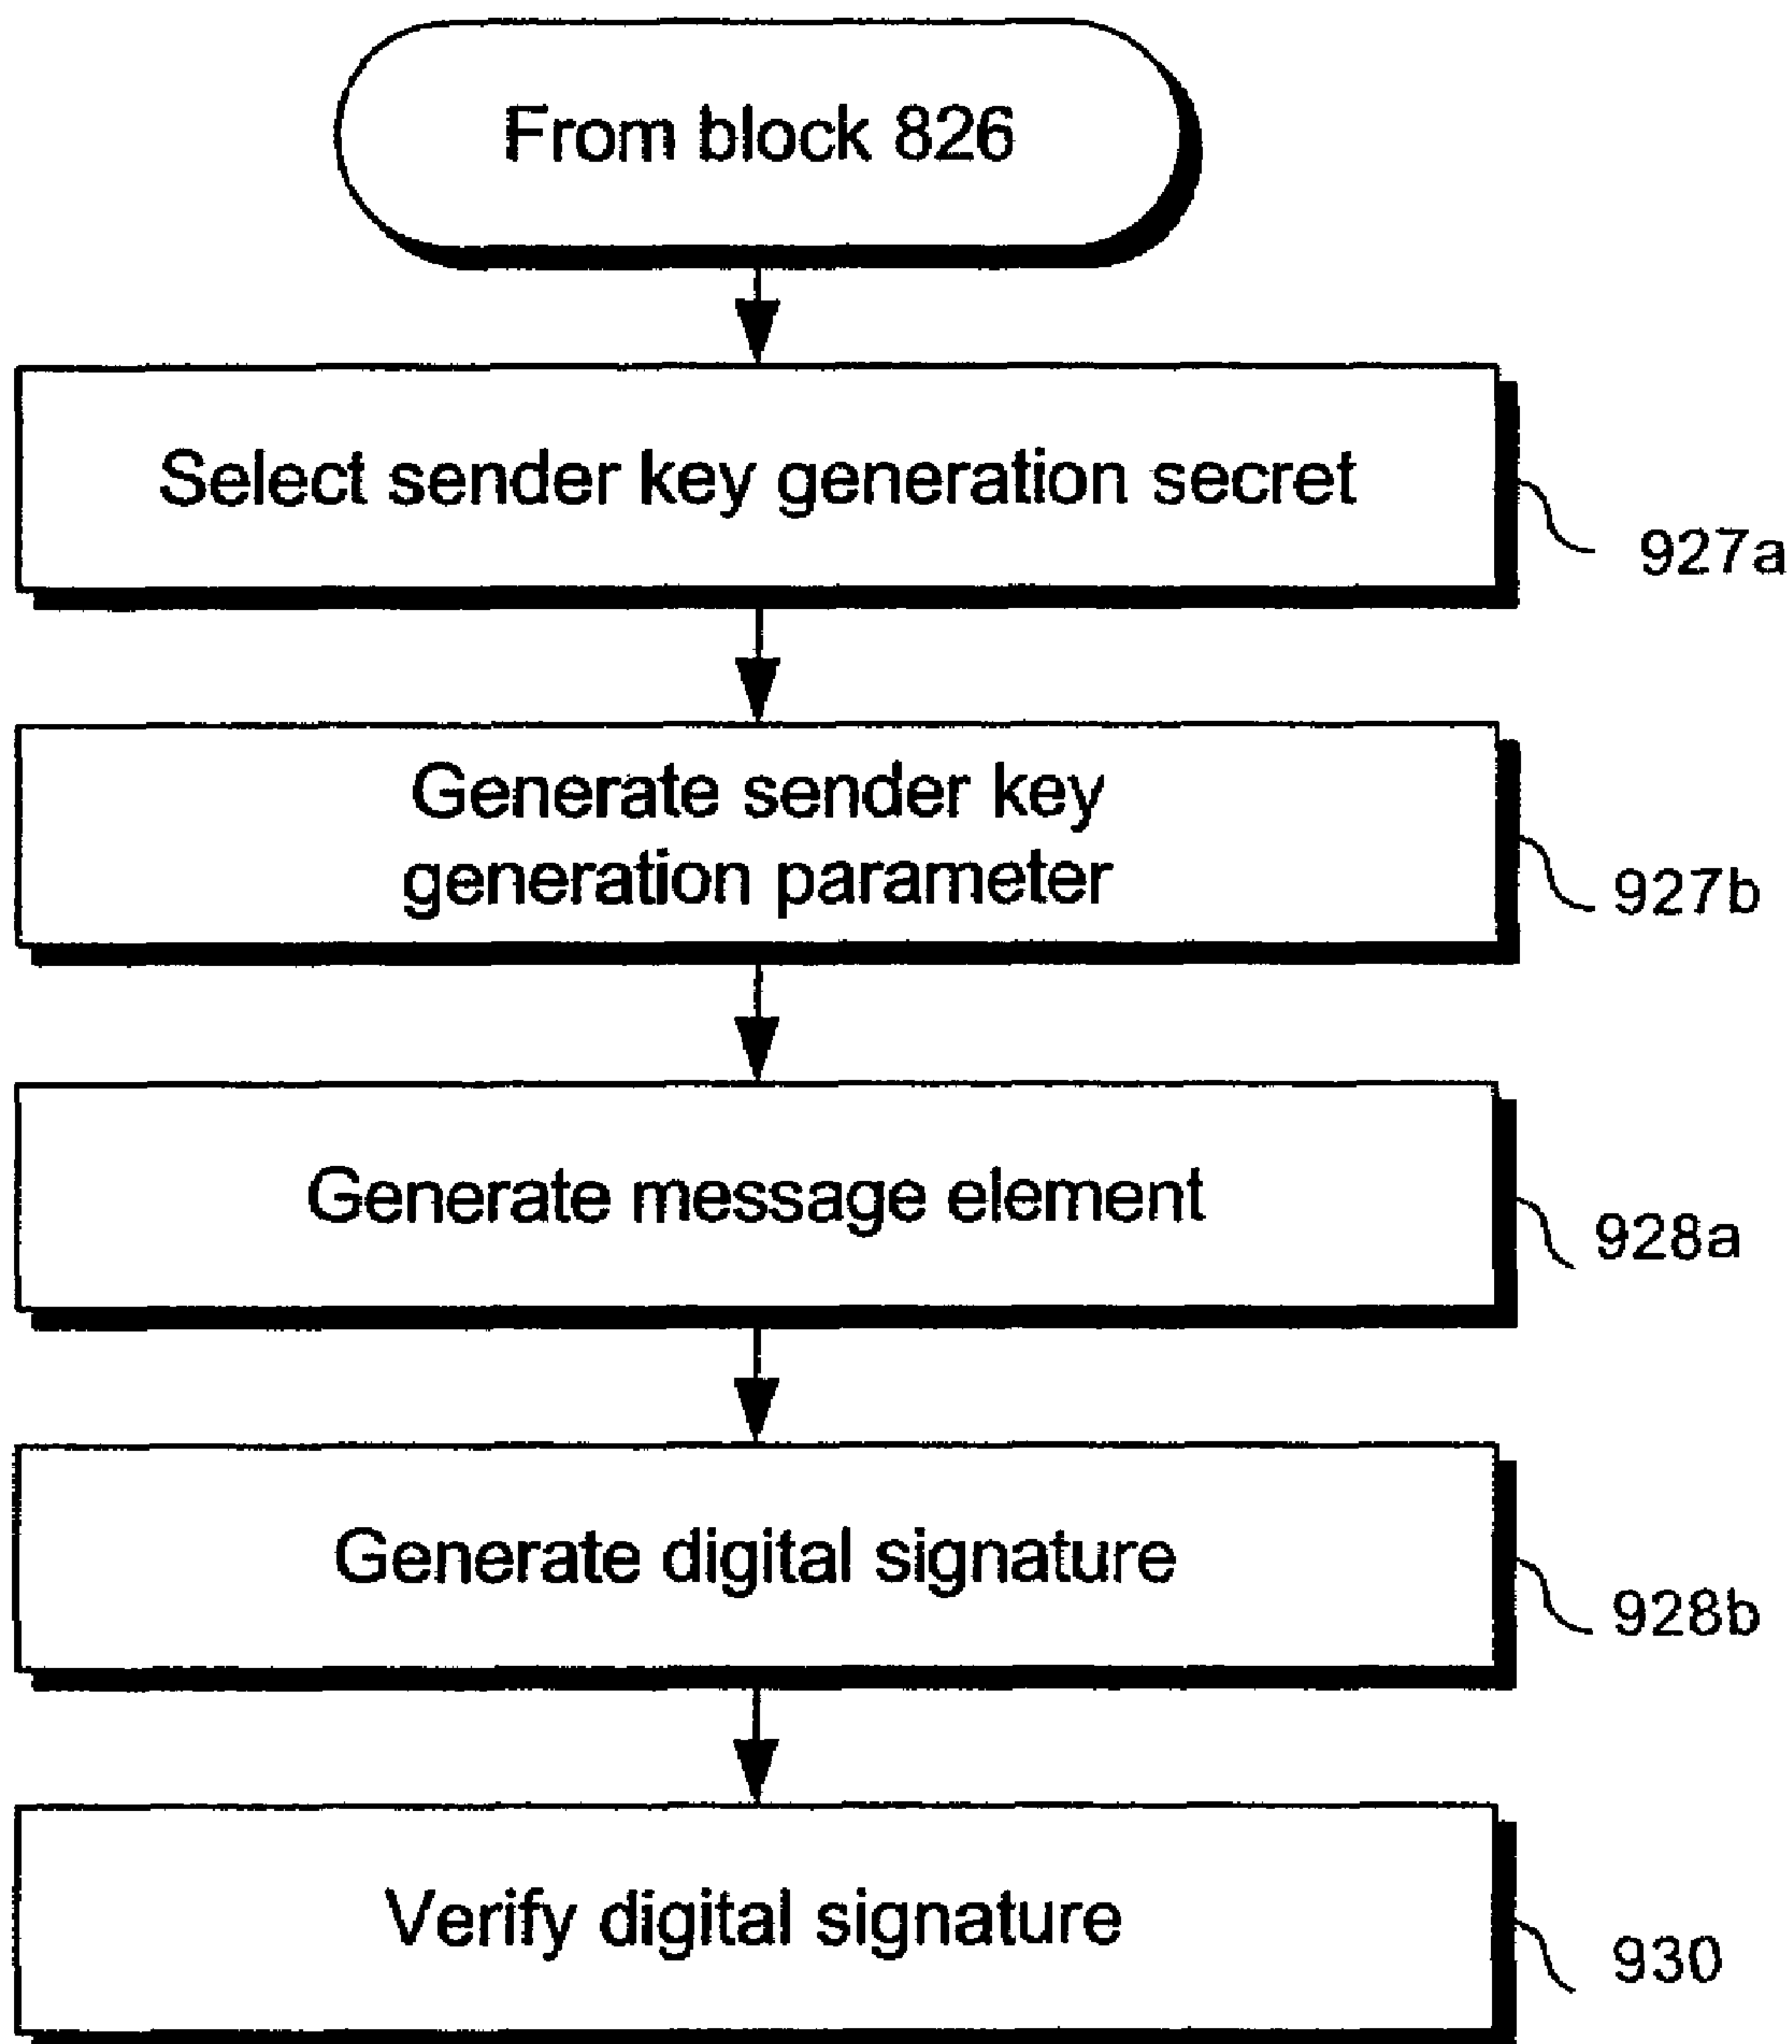 From block 826
Select sender key generation secret
927a
Generate sender key
generation parameter
927b
Generate message element
928a
Generate digital signature
928b
Verify digital signature
930